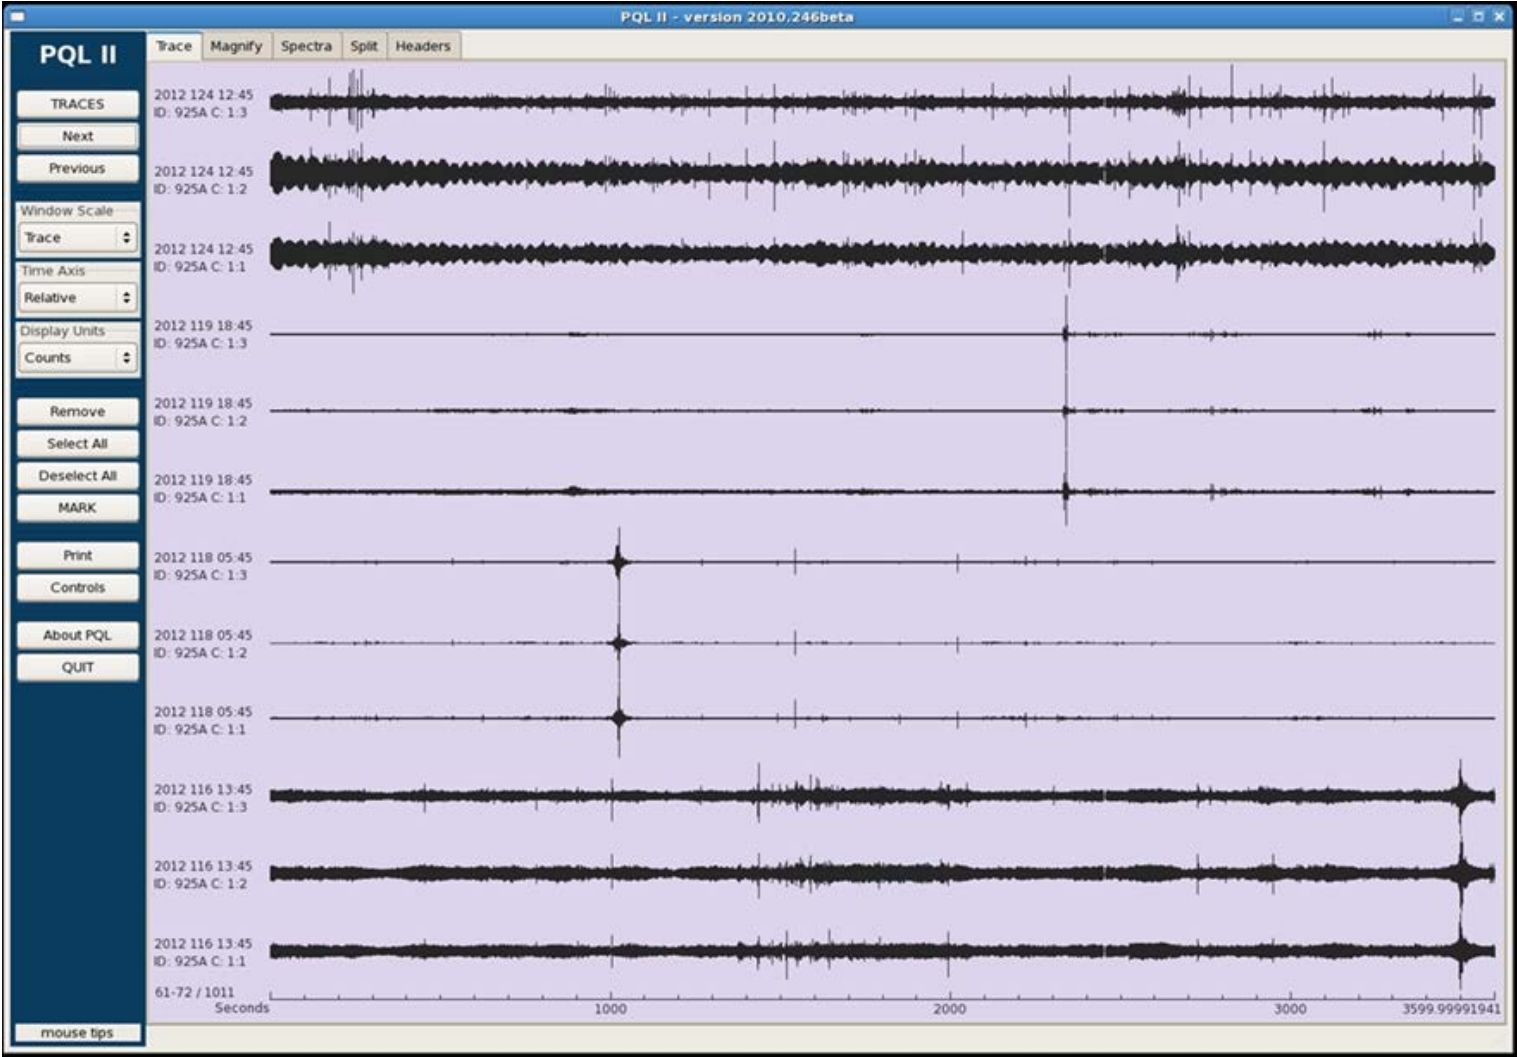 PQL II - version 2010.246beta
PQL II
Trace
Magnify
Spectra
Split
Headers
TRACES
Next
Previous
Window Scale
Trace
Time Axis
Relative
Display Units
Counts
Remove
Select All
Deselect All
MARK
Print
Controls
About PQL
QUIT
mouse tips
2012 124 12:45
ID: 925A C: 1:3
2012 124 12:45
ID: 925A C: 1:2
2012 124 12:45
ID: 925A C: 1:1
2012 119 18:45
ID: 925A C: 1:3
2012 119 18:45
ID: 925A C: 1:2
2012 119 18:45
ID: 925A C: 1:1
2012 118 05:45
ID: 925A C: 1:3
2012 118 05:45
ID: 925A C: 1:2
2012 118 05:45
ID: 925A C: 1:1
2012 116 13:45
ID: 925A C: 1:3
2012 116 13:45
ID: 925A C: 1:2
2012 116 13:45
ID: 925A C: 1:1
61-72 / 1011
Seconds
1000
2000
3000
3599.99991941